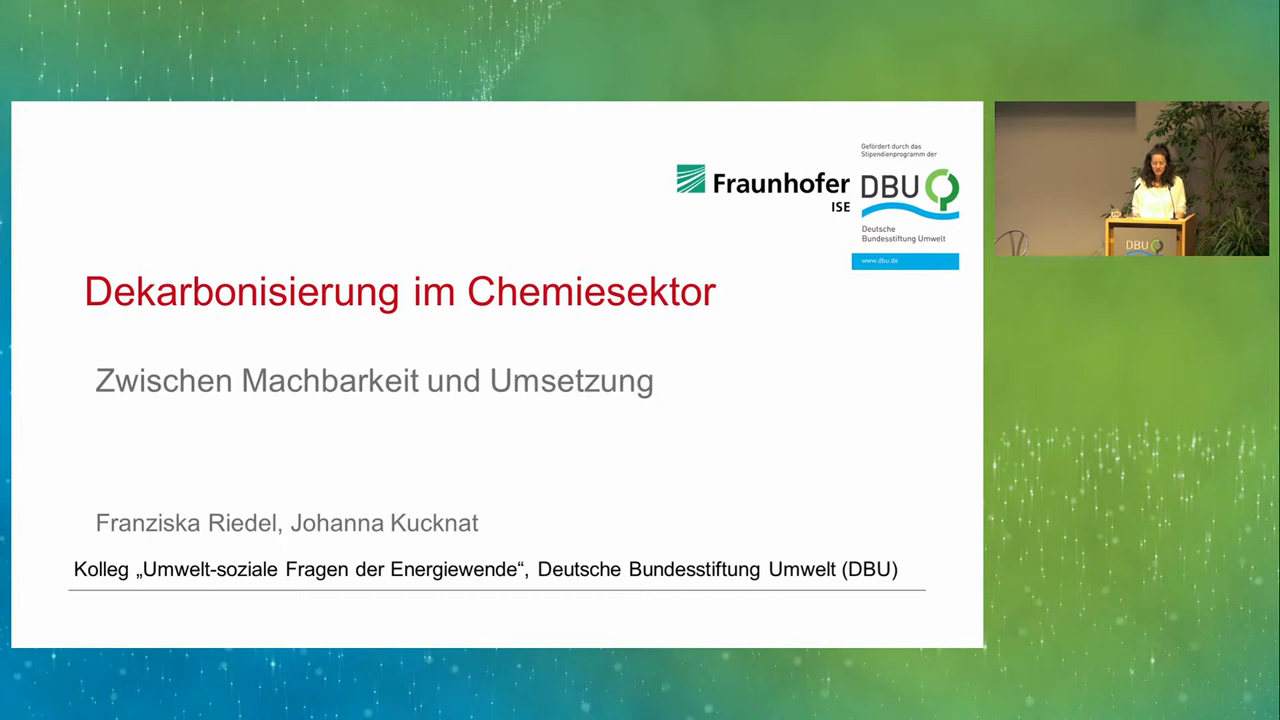 Gefördert durch das
Stipendienprogramm der
Fraunhofer
ISE
DBU
Deutsche
Bundesstiftung Umwelt
www.dbu.de
Dekarbonisierung im Chemiesektor
Zwischen Machbarkeit und Umsetzung
Franziska Riedel, Johanna Kucknat
Kolleg „Umwelt-soziale Fragen der Energiewende“, Deutsche Bundesstiftung Umwelt (DBU)
DBU